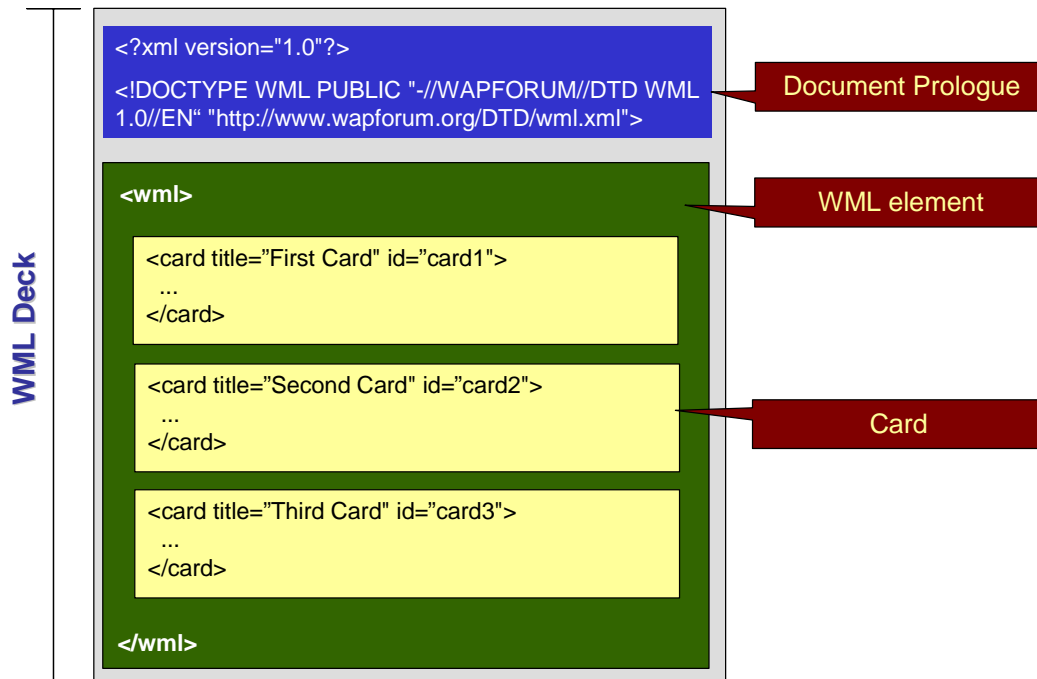 WML Deck
<?xml version="1.0"?>
<!DOCTYPE WML PUBLIC "-//WAPFORUM//DTD WML
1.0//EN“ "http://www.wapforum.org/DTD/wml.xml">
Document Prologue
<wml>
WML element
<card title=”First Card" id=”card1">
...
</card>
<card title=”Second Card" id=”card2">
...
</card>
Card
<card title=”Third Card" id=”card3">
...
</card>
</wml>